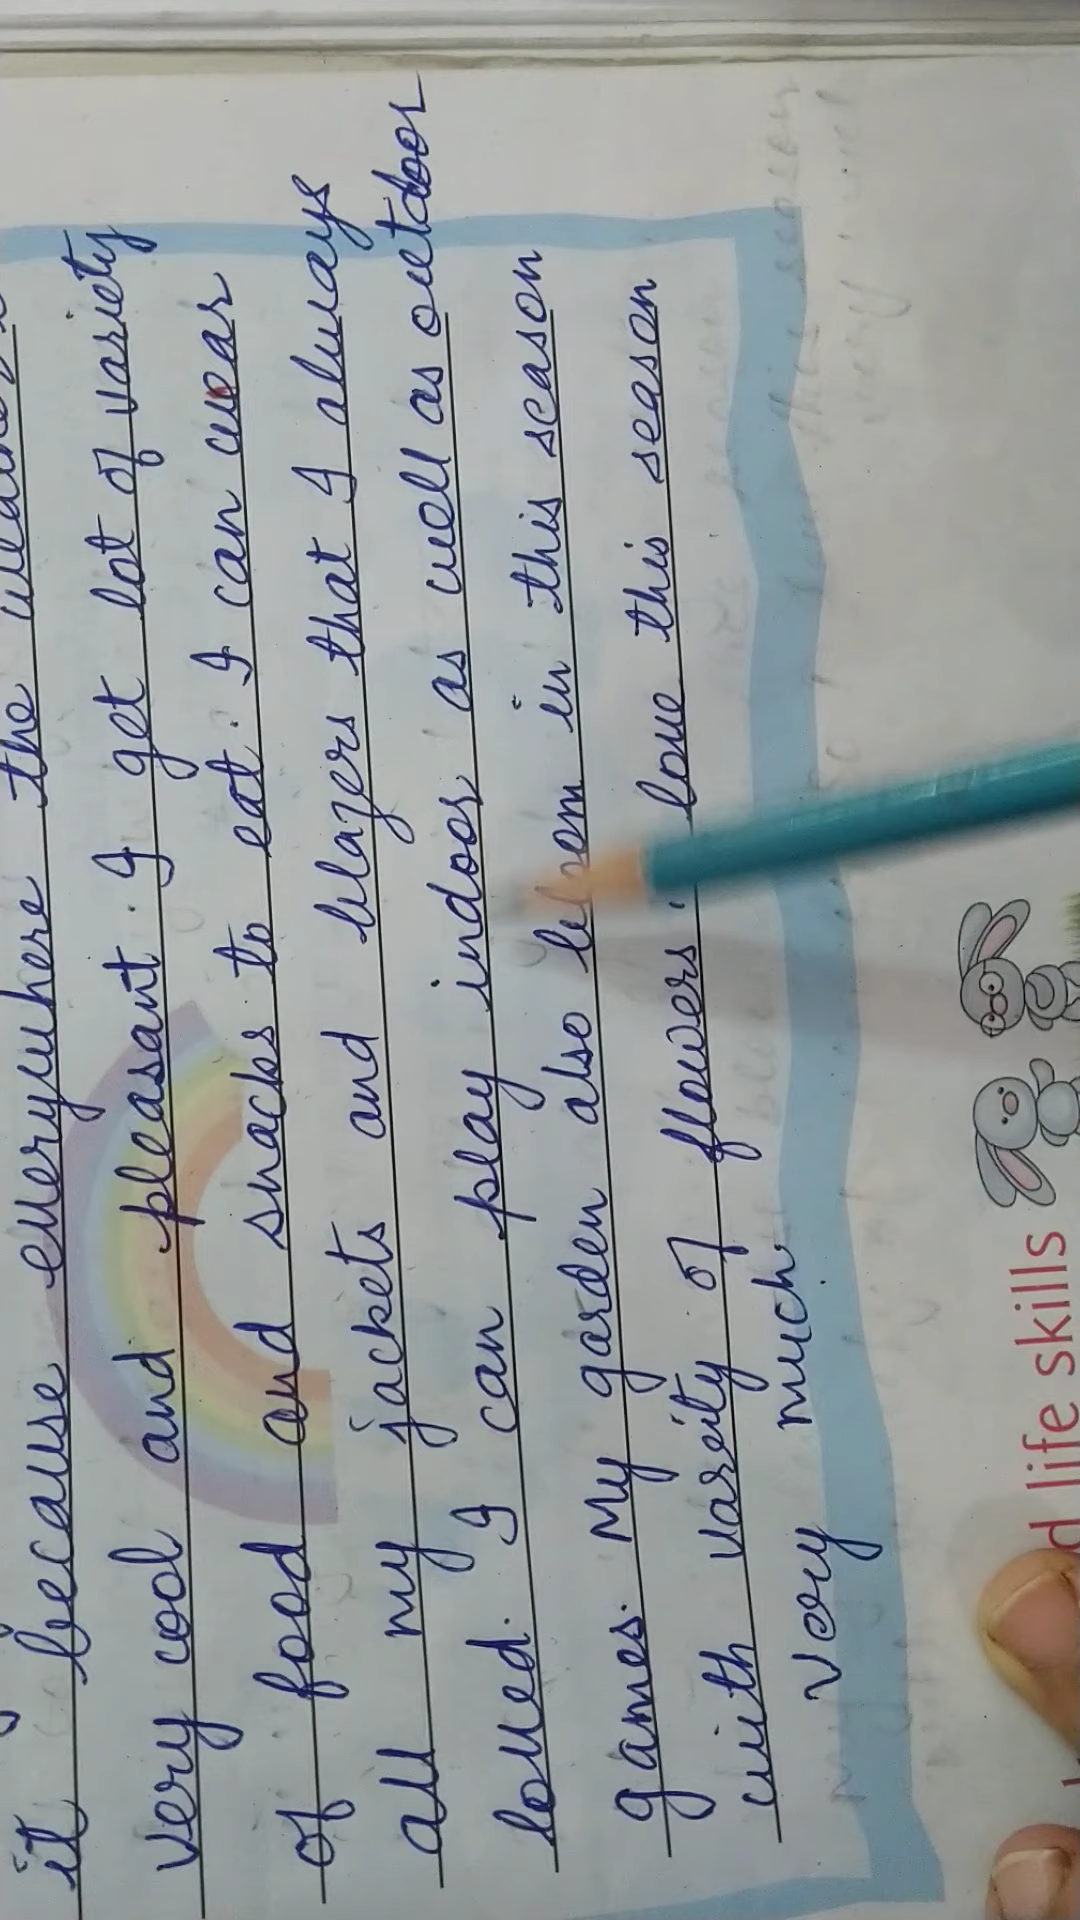 it because everywhere the
very cool and pleasant. I get lot of variety
of food and snacks to eat. I can wear
all my jackets and blazers that I always
loved. I can play indoor as well as outdoor
games. My garden also in this season
with vareity of flowers. love this season
very much
life skills